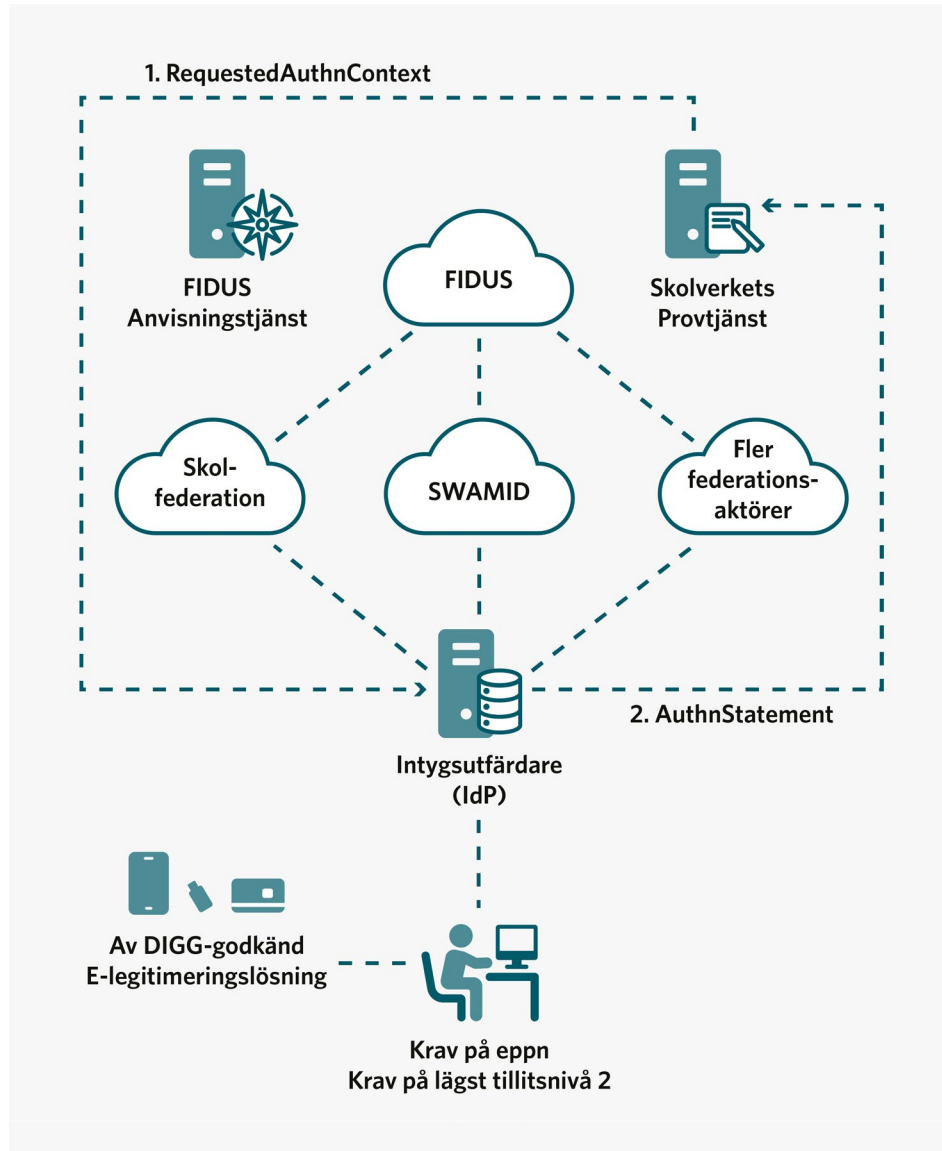 1. RequestedAuthnContext
FIDUS
Anvisningstjänst
FIDUS
Skolverkets
Provtjänst
Skol-
federation
SWAMID
Fler
federations-
aktörer
2. AuthnStatement
Intygsutfärdare
(IdP)
Av DIGG-godkänd
E-legitimeringslösning
Krav på eppn
Krav på lägst tillitsnivå 2